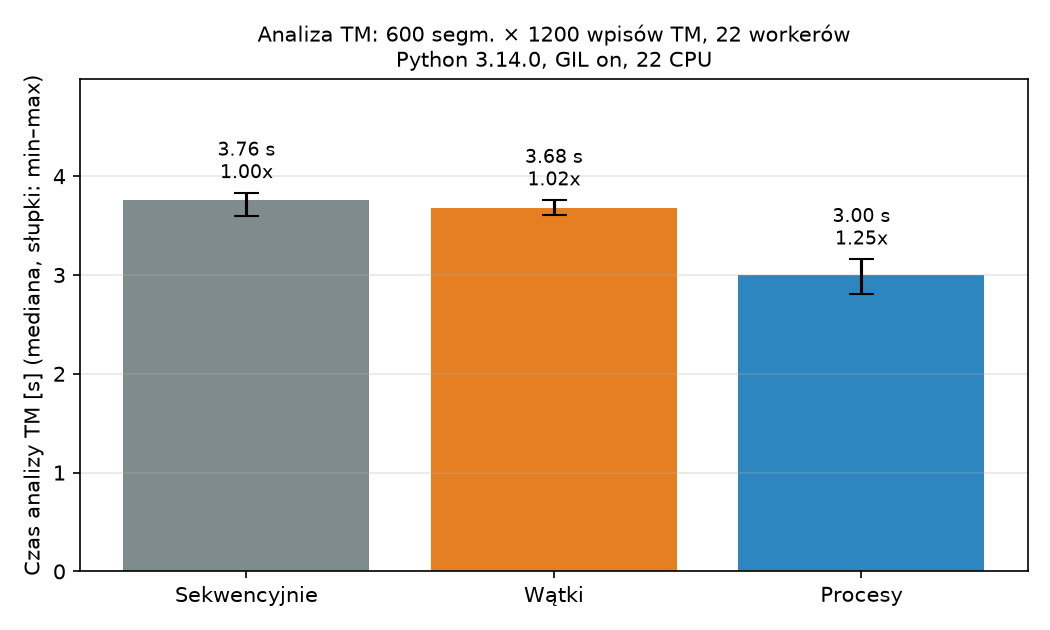 Analiza TM: 600 segm. × 1200 wpisów TM, 22 workerów
Python 3.14.0, GIL on, 22 CPU
Czas analizy TM [s] (mediana, słupki: min–max)
4
3
2
1
0
3.76 s
1.00x
3.68 s
1.02x
3.00 s
1.25x
Sekwencyjnie
Wątki
Procesy